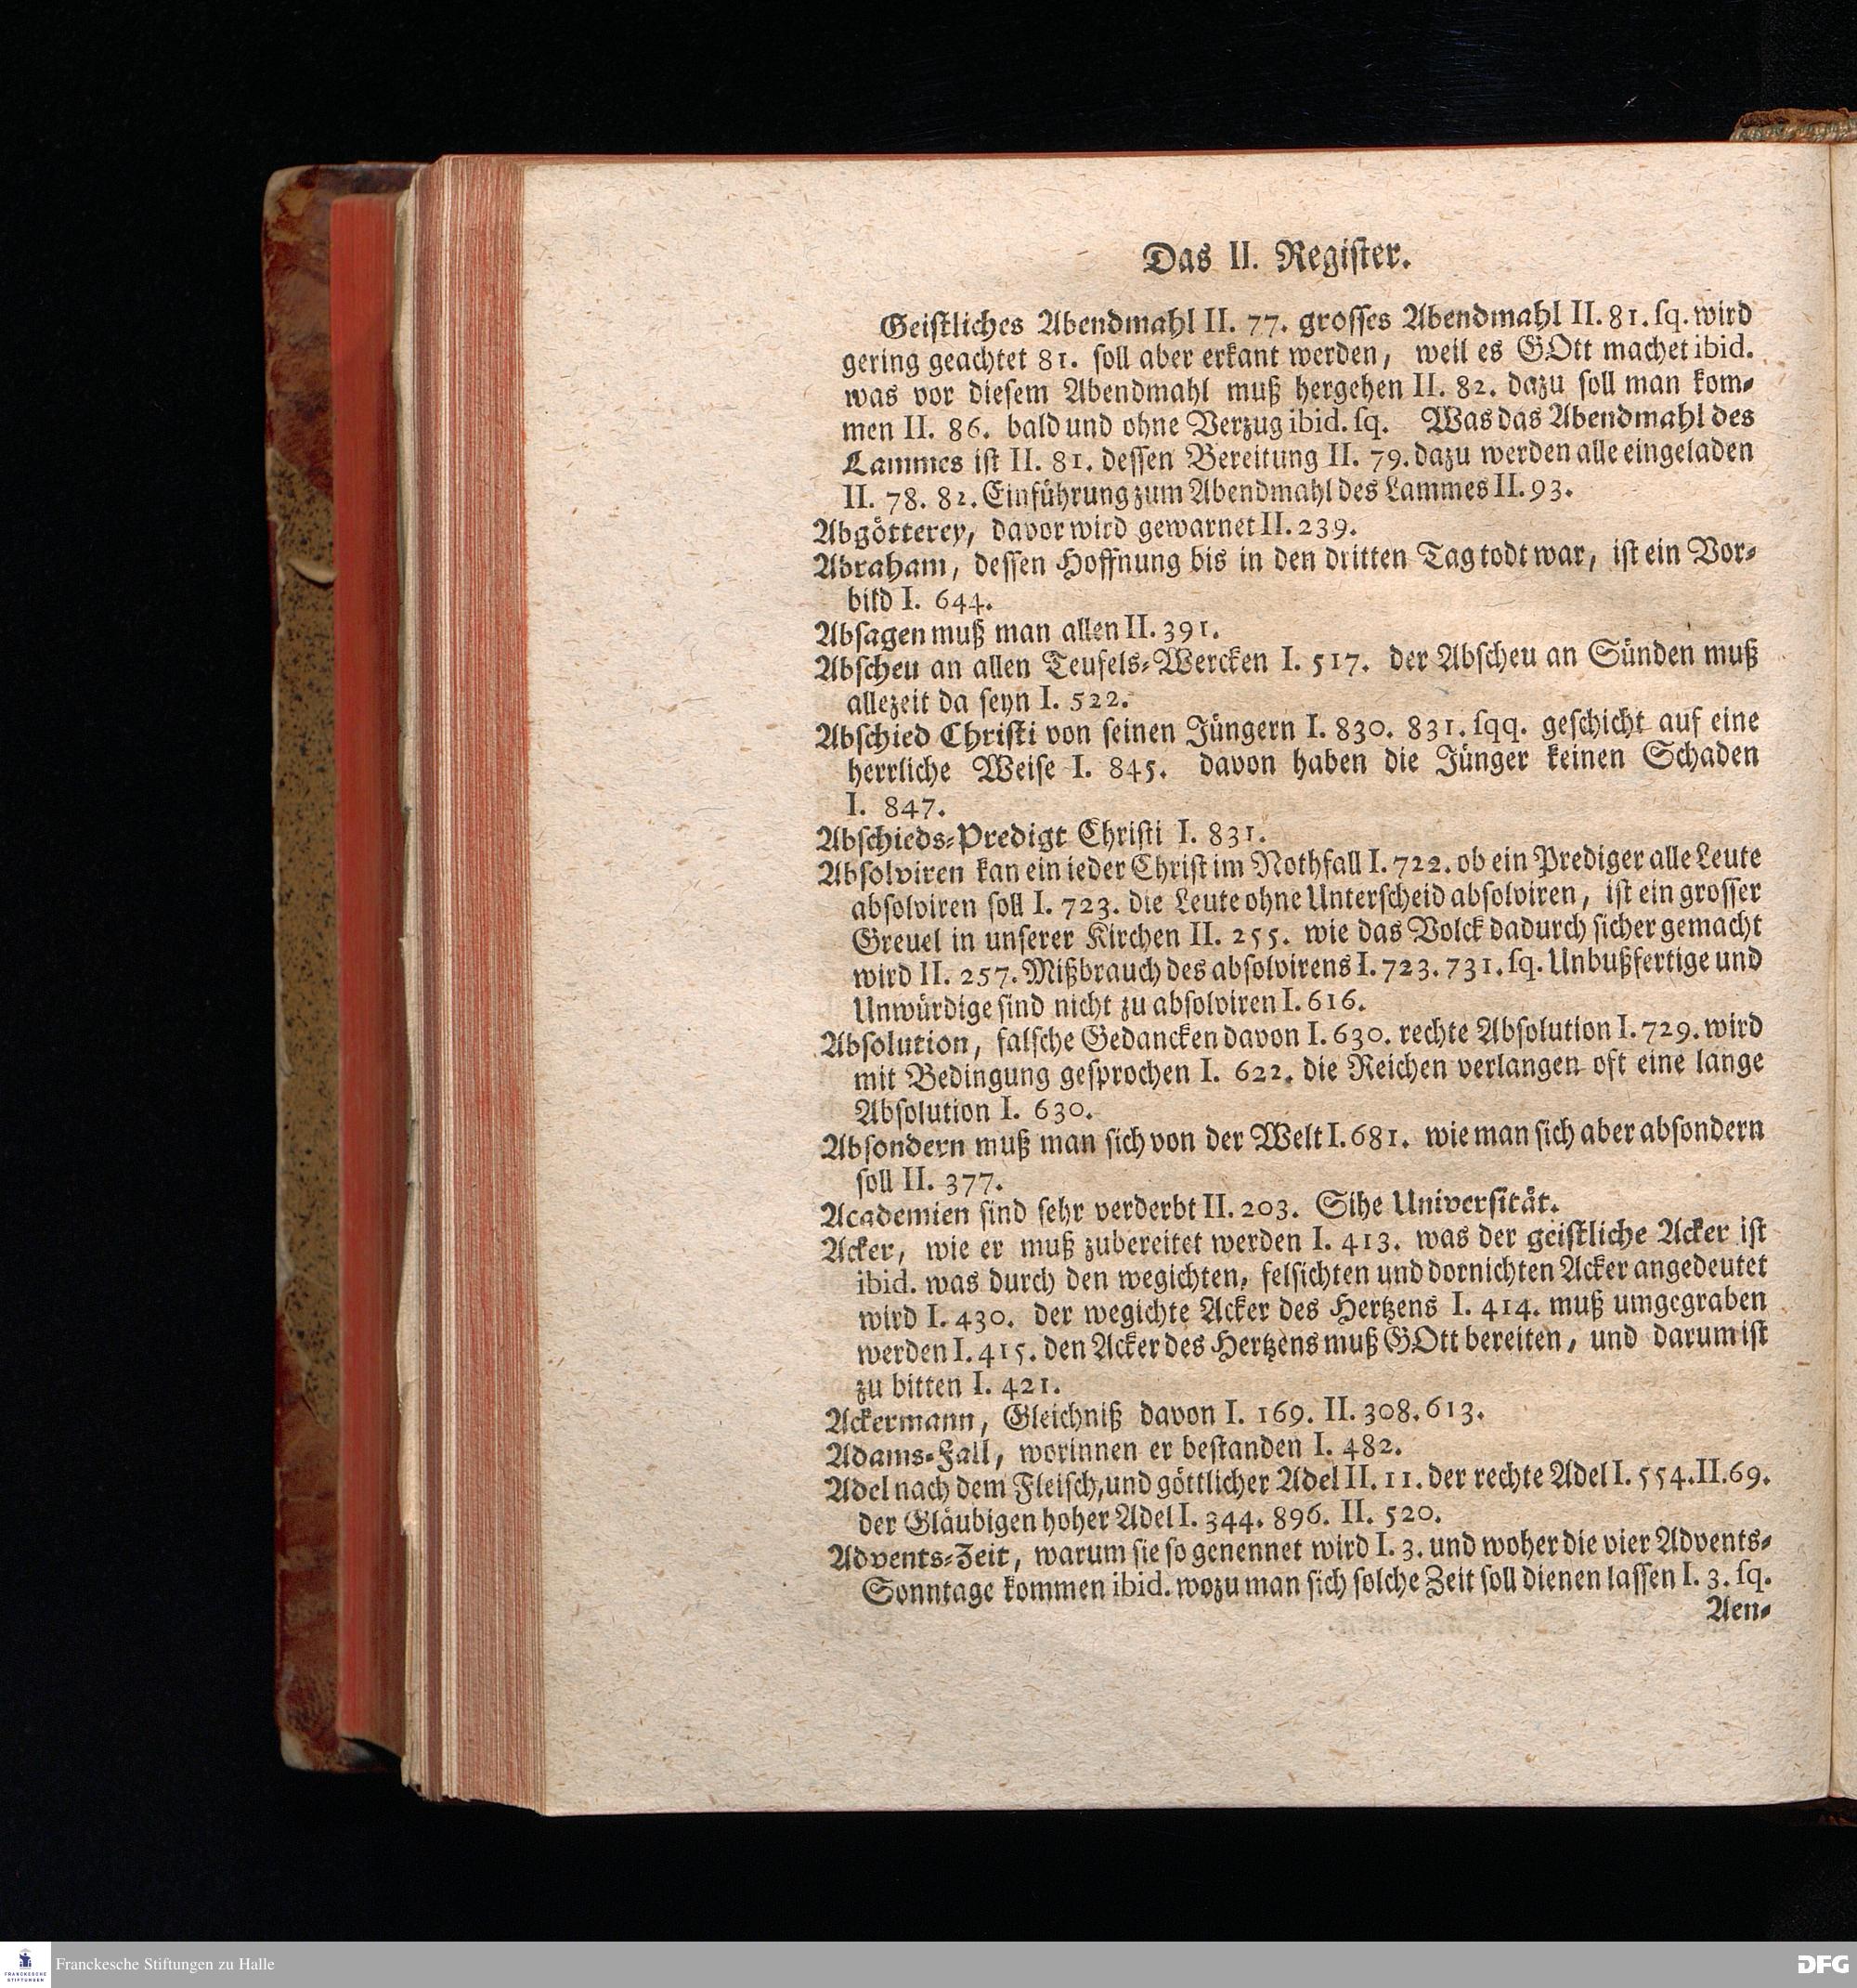 Das II. Regiſter.
Geiſtliches Abendmahl II. 77. groſſes Abendmahl II. 81. ſq. wird
gering geachtet 81. ſoll aber erkant werden, weil es GOtt machet ibid.
was vor dieſem Abendmahl muß hergehen II. 82. dazu ſoll man kom-
men II. 86. bald und ohne Verzug ibid. ſq. Was das Abendmahl des
Lammes iſt II. 81. deſſen Bereitung II. 79. dazu werden alle eingeladen
II. 78. 82. Einführung zum Abendmahl des Lammes II. 93.
Abgötterey, davor wird gewarnet II. 239.
Abraham, deſſen Hoffnung bis in den dritten Tag todt war, iſt ein Vor-
bild I. 644.
Abſagen muß man allen II. 391.
Abſcheu an allen Teufels-Wercken I. 517. der Abſcheu an Sünden muß
allezeit da ſeyn I. 522.
Abſchied Chriſti von ſeinen Jüngern I. 830. 831. ſqq. geſchicht auf eine
herrliche Weiſe I. 845. davon haben die Jünger keinen Schaden
I. 847.
Abſchieds-Predigt Chriſti I. 831.
Abſolviren kan ein ieder Chriſt im Nothfall I. 722. ob ein Prediger alle Leute
abſolviren ſoll I. 723. die Leute ohne Unterſcheid abſolviren, iſt ein groſſer
Greuel in unſerer Kirchen II. 255. wie das Volck dadurch ſicher gemacht
wird II. 257. Mißbrauch des abſolvirens I. 723. 731. ſq. Unbußfertige und
Unwürdige ſind nicht zu abſolviren I. 616.
Abſolution, falſche Gedancken davon I. 630. rechte Abſolution I. 729. wird
mit Bedingung geſprochen I. 622. die Reichen verlangen oft eine lange
Abſolution I. 630.
Abſondern muß man ſich von der Welt I. 681. wie man ſich aber abſondern
ſoll II. 377.
Academien ſind ſehr verderbt II. 203. Sihe Univerſität.
Acker, wie er muß zubereitet werden I. 413. was der geiſtliche Acker iſt
ibid. was durch den wegichten, felſichten und dornichten Acker angedeutet
wird I. 430. der wegichte Acker des Hertzens I. 414. muß umgegraben
werden I. 415. den Acker des Hertzens muß GOtt bereiten, und darum iſt
zu bitten I. 421.
Ackermann, Gleichniß davon I. 169. II. 308. 613.
Adams-Fall, worinnen er beſtanden I. 482.
Adel nach dem Fleiſch, und göttlicher Adel II. 11. der rechte Adel I. 554. II. 69.
der Gläubigen hoher Adel I. 344. 896. II. 520.
Advents-Zeit, warum ſie ſo genennet wird I. 3. und woher die vier Advents-
Sonntage kommen ibid. wozu man ſich ſolche Zeit ſoll dienen laſſen I. 3. ſq.
Aen-
FRANCKESCHE
STIFTUNGEN
Franckesche Stiftungen zu Halle
DFG